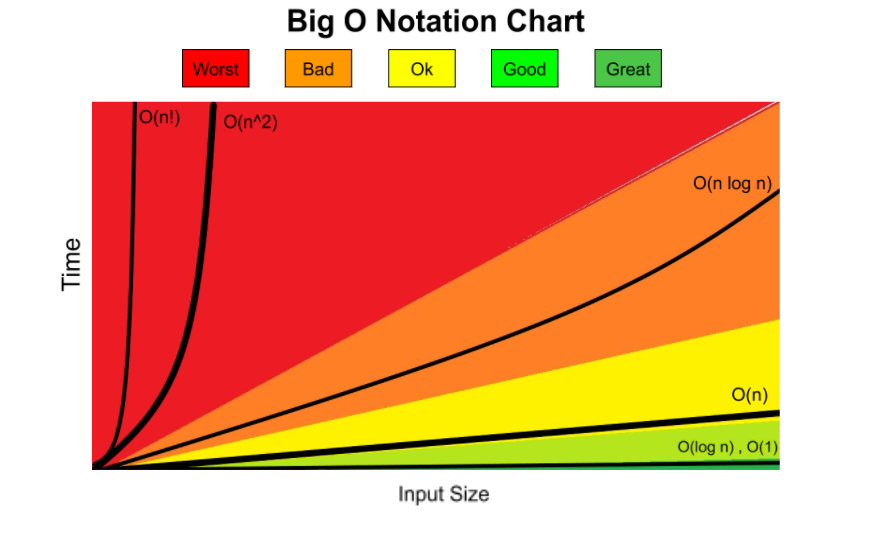 Big O Notation Chart
Worst Bad Ok Good Great
O(n!) O(n^2)
O(n log n)
Time
O(n)
O(log n) , O(1)
Input Size